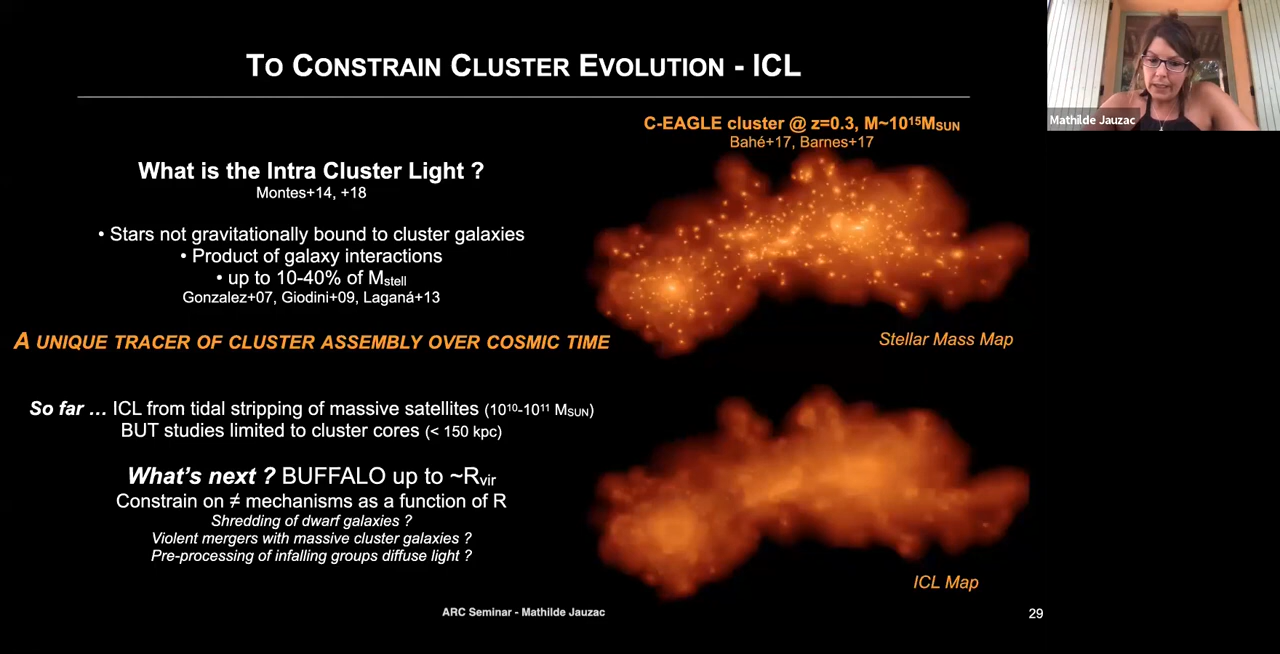 TO CONSTRAIN CLUSTER EVOLUTION - ICL
Mathilde Jauzac
C-EAGLE cluster @ z=0.3, M~10¹⁵MSUN
Bahé+17, Barnes+17
What is the Intra Cluster Light ?
Montes+14, +18
• Stars not gravitationally bound to cluster galaxies
• Product of galaxy interactions
• up to 10-40% of Mstell
Gonzalez+07, Giodini+09, Laganá+13
A UNIQUE TRACER OF CLUSTER ASSEMBLY OVER COSMIC TIME
Stellar Mass Map
So far ... ICL from tidal stripping of massive satellites (10¹⁰-10¹¹ MSUN)
BUT studies limited to cluster cores (< 150 kpc)
What's next ? BUFFALO up to ~Rvir
Constrain on ≠ mechanisms as a function of R
Shredding of dwarf galaxies ?
Violent mergers with massive cluster galaxies ?
Pre-processing of infalling groups diffuse light ?
ICL Map
ARC Seminar - Mathilde Jauzac
29